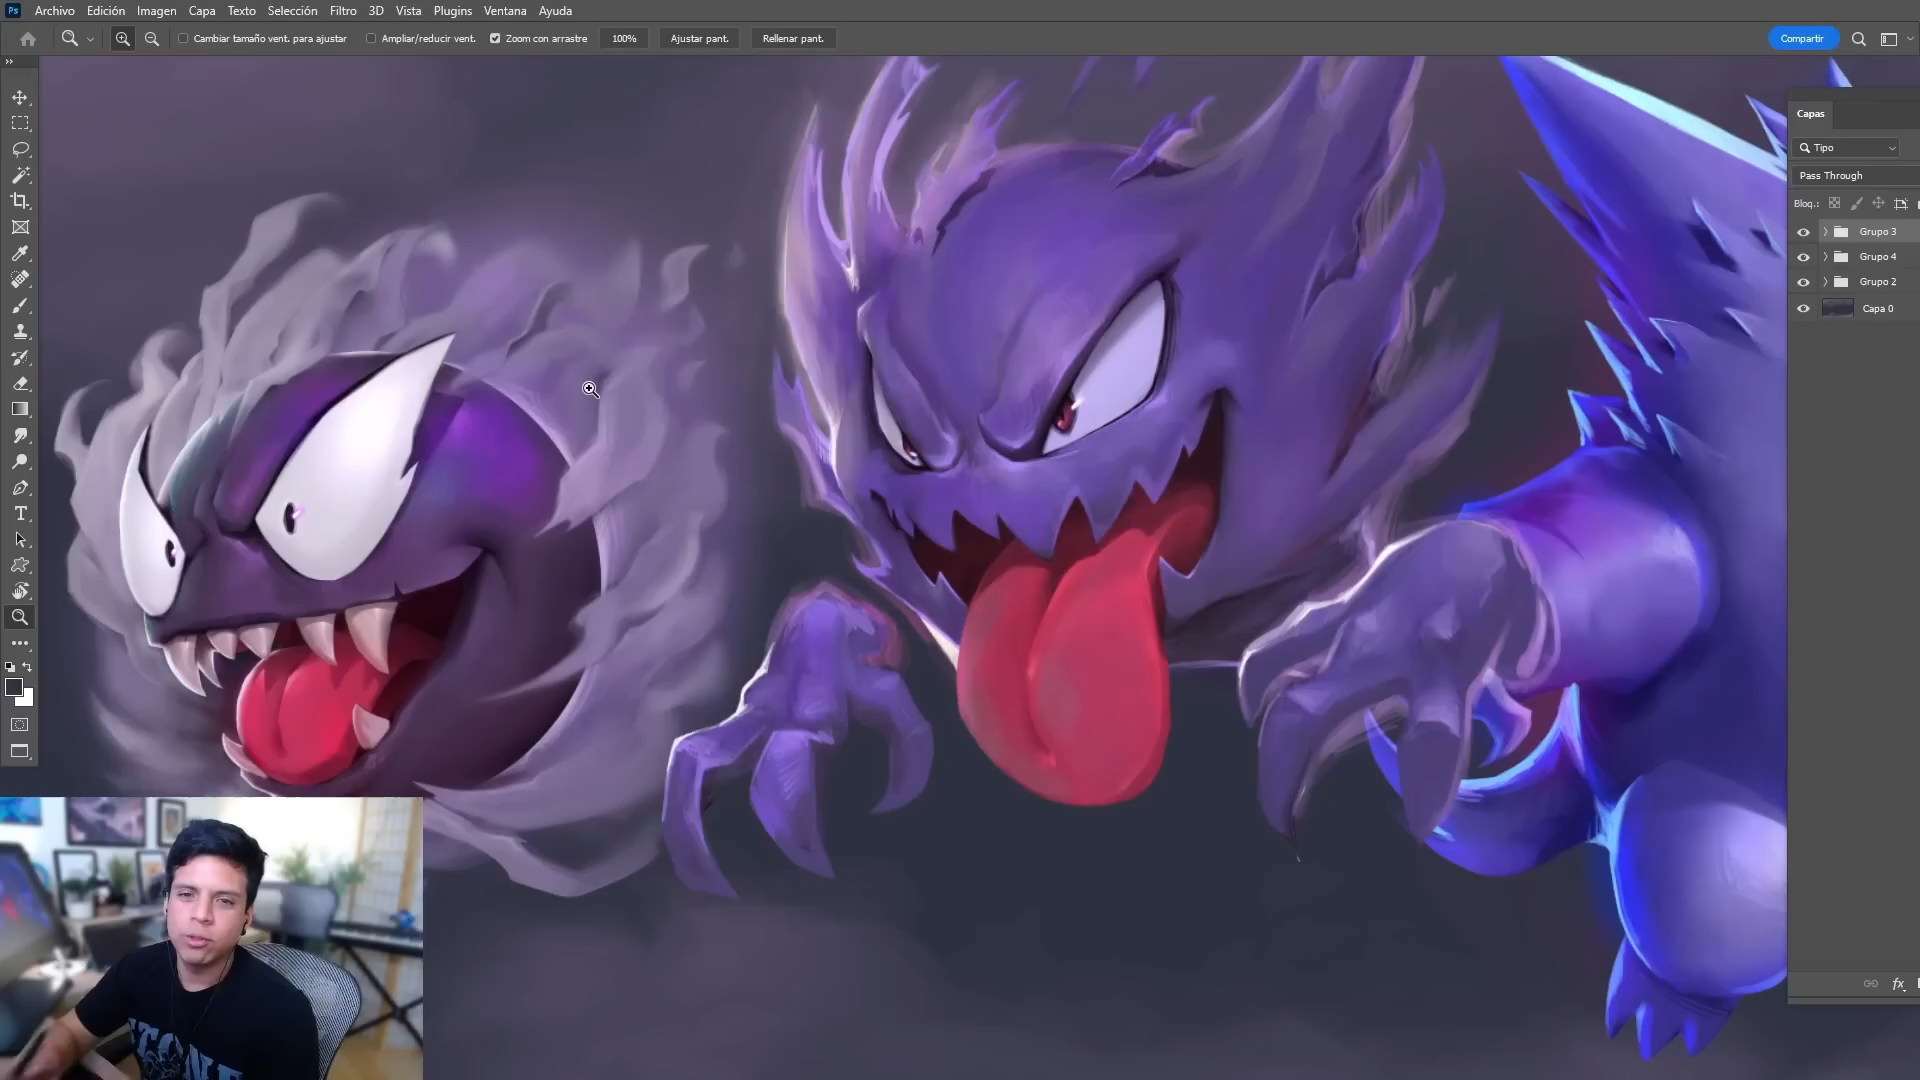 Ps Archivo Edición Imagen Capa Texto Selección Filtro 3D Vista Plugins Ventana Ayuda
Cambiar tamaño vent. para ajustar Ampliar/reducir vent. Zoom con arrastre 100% Ajustar pant. Rellenar pant. Compartir
Capas
Tipo
Pass Through
Bloq.:
Grupo 3
Grupo 4
Grupo 2
Capa 0
fx